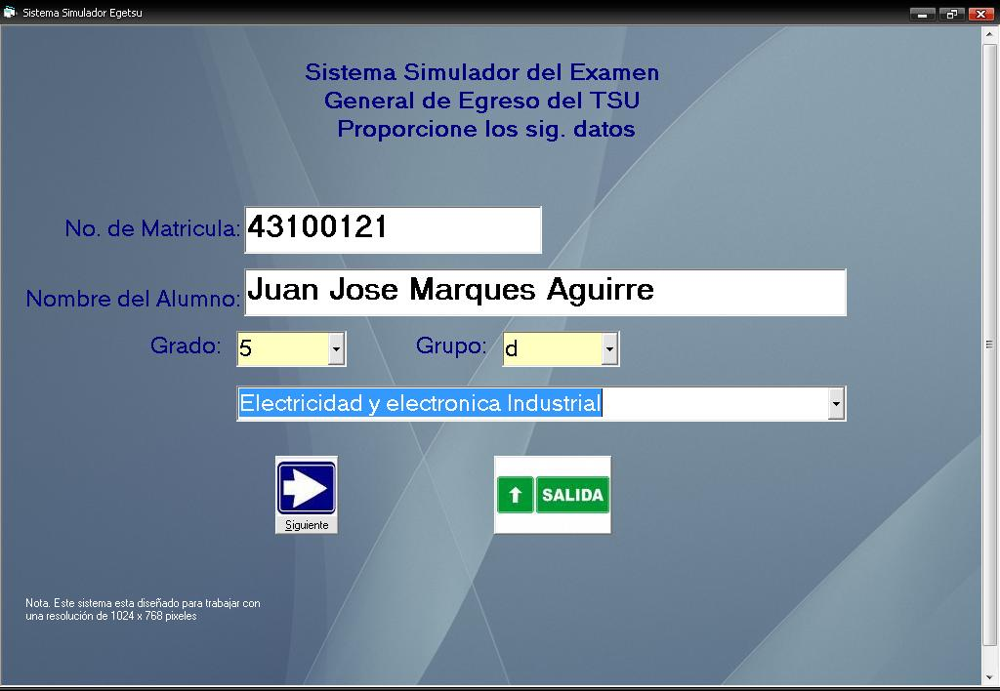 Sistema Simulador Egetsu
Sistema Simulador del Examen
General de Egreso del TSU
Proporcione los sig. datos
No. de Matricula: 43100121
Nombre del Alumno: Juan Jose Marques Aguirre
Grado: 5 Grupo: d
Electricidad y electronica Industrial
SALIDA
Siguiente
Nota. Este sistema esta diseñado para trabajar con
una resolución de 1024 x 768 pixeles